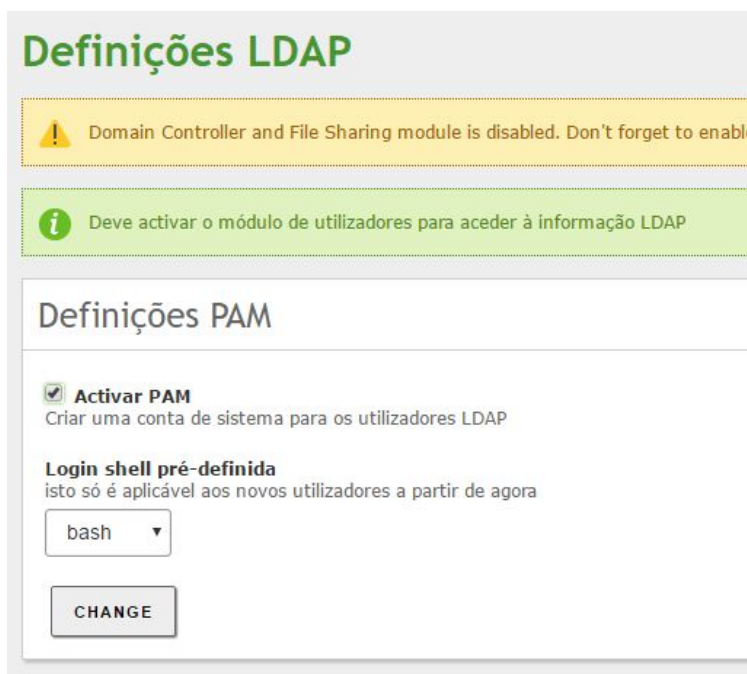 Definições LDAP
Domain Controller and File Sharing module is disabled. Don't forget to enabl
Deve activar o módulo de utilizadores para aceder à informação LDAP
Definições PAM
Activar PAM
Criar uma conta de sistema para os utilizadores LDAP
Login shell pré-definida
isto só é aplicável aos novos utilizadores a partir de agora
bash
CHANGE